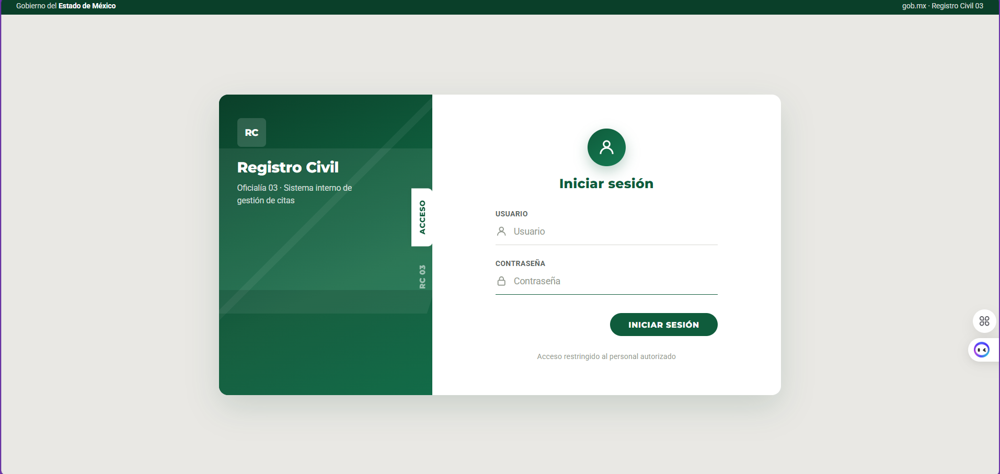 Gobierno del Estado de México
gob.mx · Registro Civil 03
RC
Registro Civil
Oficialía 03 · Sistema interno de
gestión de citas
ACCESO
RC 03
Iniciar sesión
USUARIO
Usuario
CONTRASEÑA
Contraseña
INICIAR SESIÓN
Acceso restringido al personal autorizado